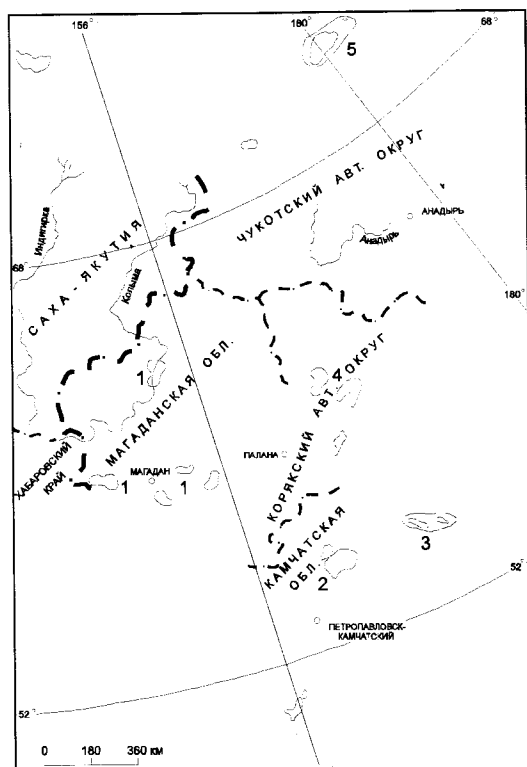 156°
180°
68°
5
ЧУКОТСКИЙ АВТ. ОКРУГ
АНАДЫРЬ
Анадырь
Индигирка
САХА-ЯКУТИЯ
Колыма
68°
180°
1
МАГАДАНСКАЯ ОБЛ.
4
КОРЯКСКИЙ АВТ. ОКРУГ
ПАЛАНА
ХАБАРОВСКИЙ
КРАЙ
МАГАДАН
1
1
3
КАМЧАТСКАЯ
ОБЛ.
2
52°
ПЕТРОПАВЛОВСК-
КАМЧАТСКИЙ
52°
0 180 360 КМ